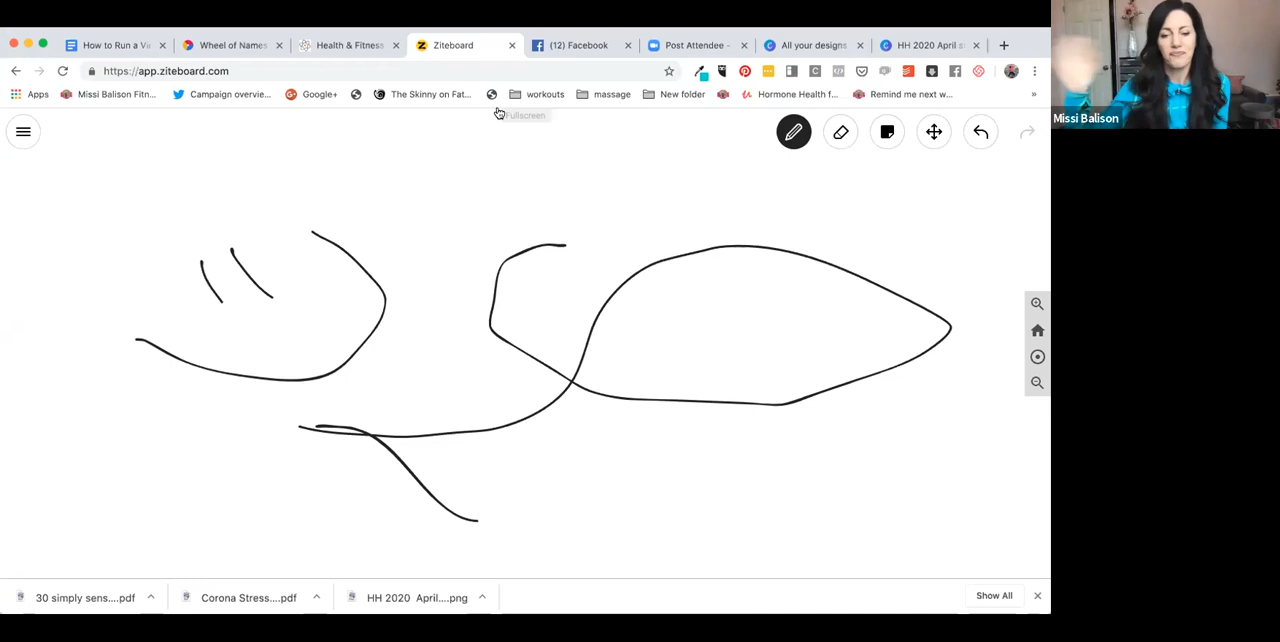 How to Run a Vi
Wheel of Names
Health & Fitness
Ziteboard
(12) Facebook
Post Attendee -
All your designs
HH 2020 April s
https://app.ziteboard.com
Apps
Missi Balison Fitn...
Campaign overvie...
Google+
The Skinny on Fat...
workouts
massage
New folder
Hormone Health f...
Remind me next w...
»
Fullscreen
Missi Balison
30 simply sens....pdf
Corona Stress....pdf
HH 2020 April....png
Show All